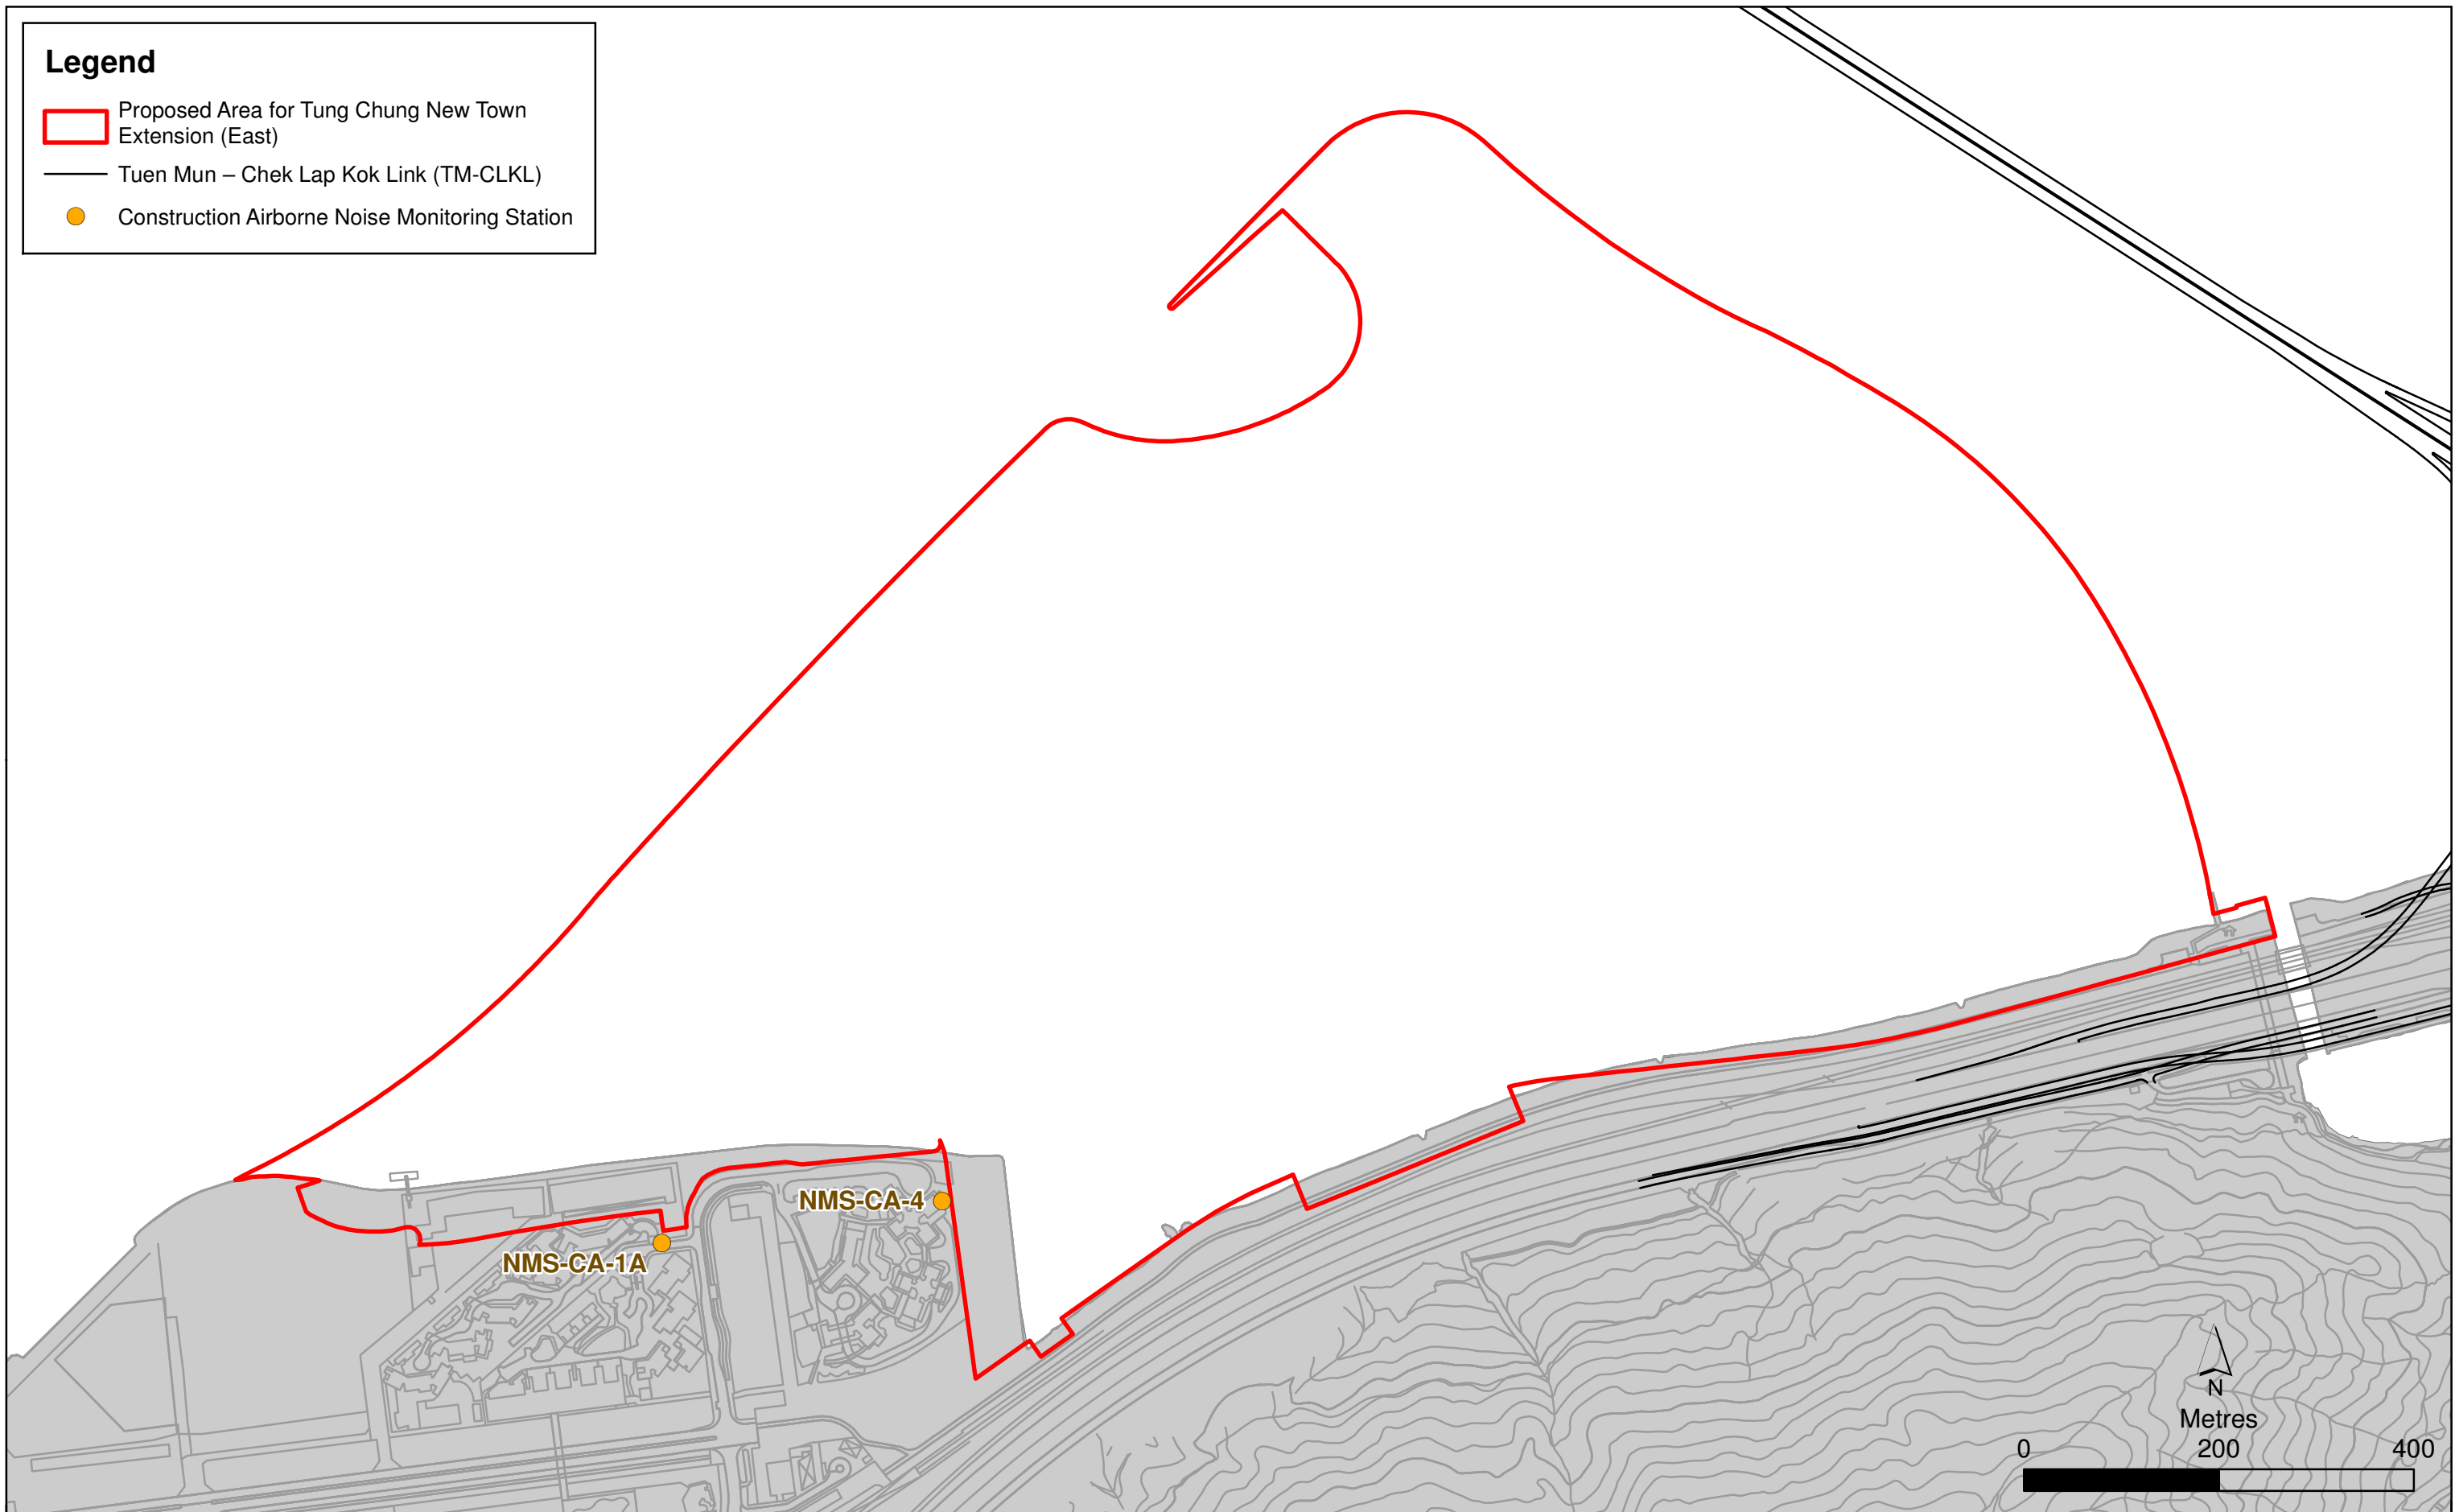 Legend
Proposed Area for Tung Chung New Town
Extension (East)
Tuen Mun – Chek Lap Kok Link (TM-CLKL)
Construction Airborne Noise Monitoring Station
NMS-CA-4
NMS-CA-1A
N
Metres
0 200 400